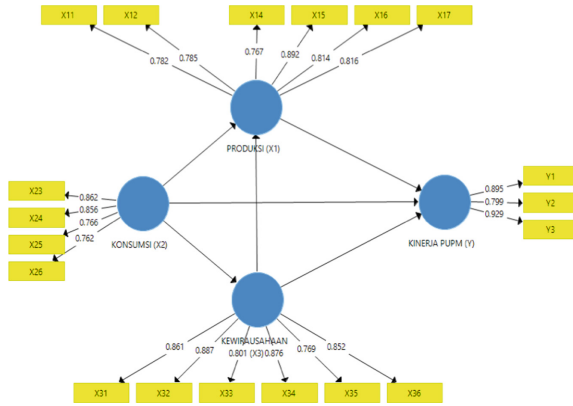 X11 X12 X14 X15 X16 X17
0.782 0.785 0.767 0.892 0.814 0.816
PRODUKSI (X1)
X23
X24
X25
X26
0.862
0.856
0.766
0.762
KONSUMSI (X2)
Y1
Y2
Y3
0.895
0.799
0.929
KINERJA PUPM (Y)
KEWIRAUSAHAAN
(X3)
0.861 0.887 0.801 0.876 0.769 0.852
X31 X32 X33 X34 X35 X36